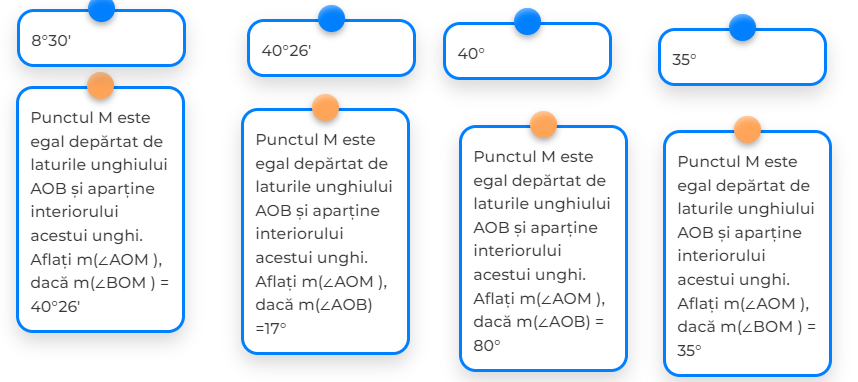 8°30'
40°26'
40°
35°
Punctul M este
egal depărtat de
laturile unghiului
AOB și aparține
interiorului
acestui unghi.
Aflați m(∠AOM ),
dacă m(∠BOM ) =
40°26'
Punctul M este
egal depărtat de
laturile unghiului
AOB și aparține
interiorului
acestui unghi.
Aflați m(∠AOM ),
dacă m(∠AOB)
=17°
Punctul M este
egal depărtat de
laturile unghiului
AOB și aparține
interiorului
acestui unghi.
Aflați m(∠AOM ),
dacă m(∠AOB) =
80°
Punctul M este
egal depărtat de
laturile unghiului
AOB și aparține
interiorului
acestui unghi.
Aflați m(∠AOM ),
dacă m(∠BOM ) =
35°